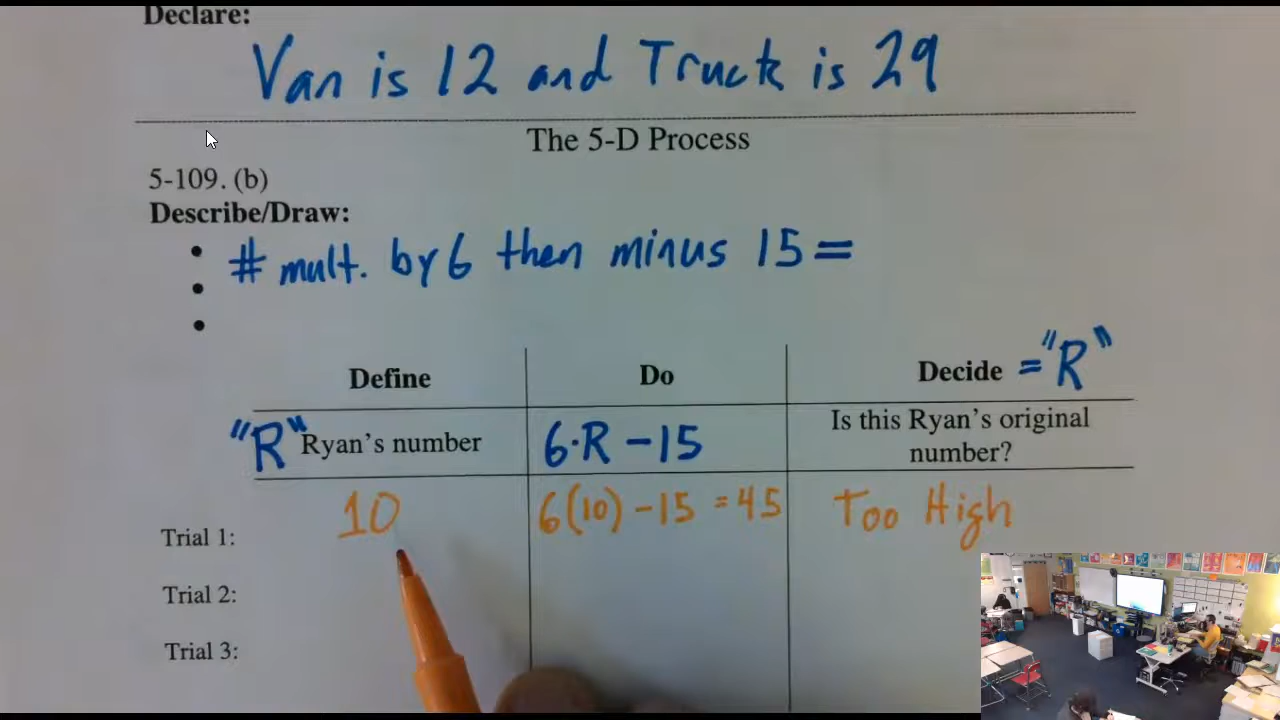 Declare:
Van is 12 and Truck is 29
The 5-D Process
5-109. (b)
Describe/Draw:
# mult. by 6 then minus 15 =
Define Do Decide = "R"
"R" Ryan's number 6·R - 15 Is this Ryan's original number?
Trial 1: 10 6(10) - 15 = 45 Too High
Trial 2:
Trial 3: